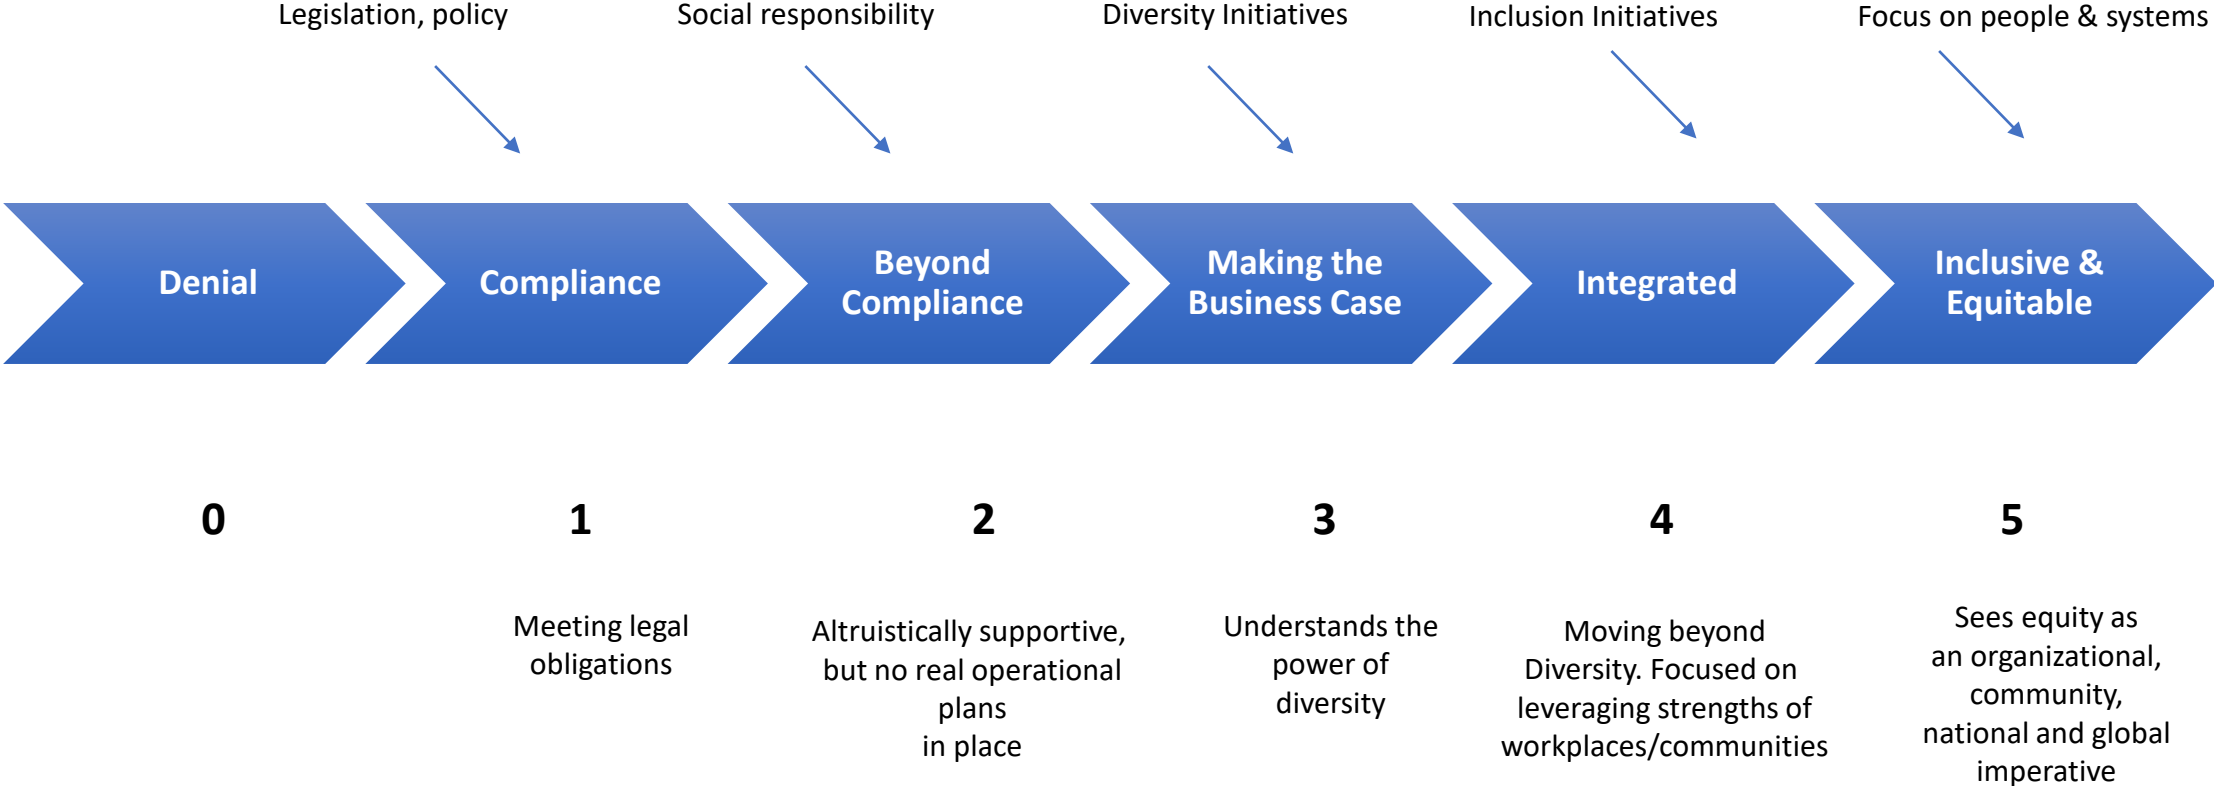 Legislation, policy
Social responsibility
Diversity Initiatives
Inclusion Initiatives
Focus on people & systems
Denial
Compliance
Beyond
Compliance
Making the
Business Case
Integrated
Inclusive &
Equitable
0
1
2
3
4
5
Meeting legal
obligations
Altruistically supportive,
but no real operational
plans
in place
Understands the
power of
diversity
Moving beyond
Diversity. Focused on
leveraging strengths of
workplaces/communities
Sees equity as
an organizational,
community,
national and global
imperative